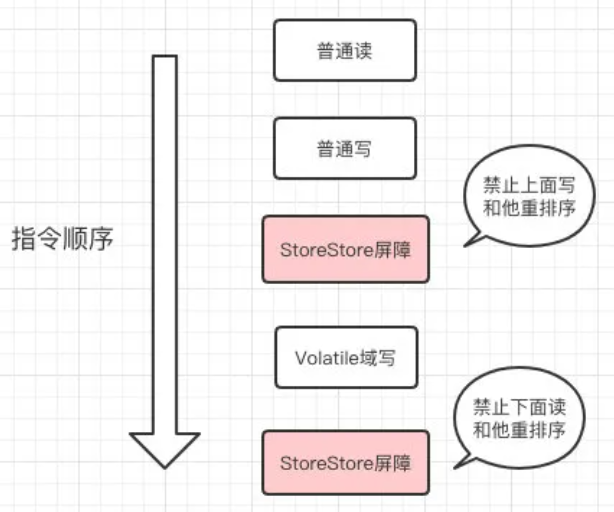 普通读
普通写
禁止上面写
和他重排序
StoreStore屏障
指令顺序
Volatile域写
禁止下面读
和他重排序
StoreStore屏障